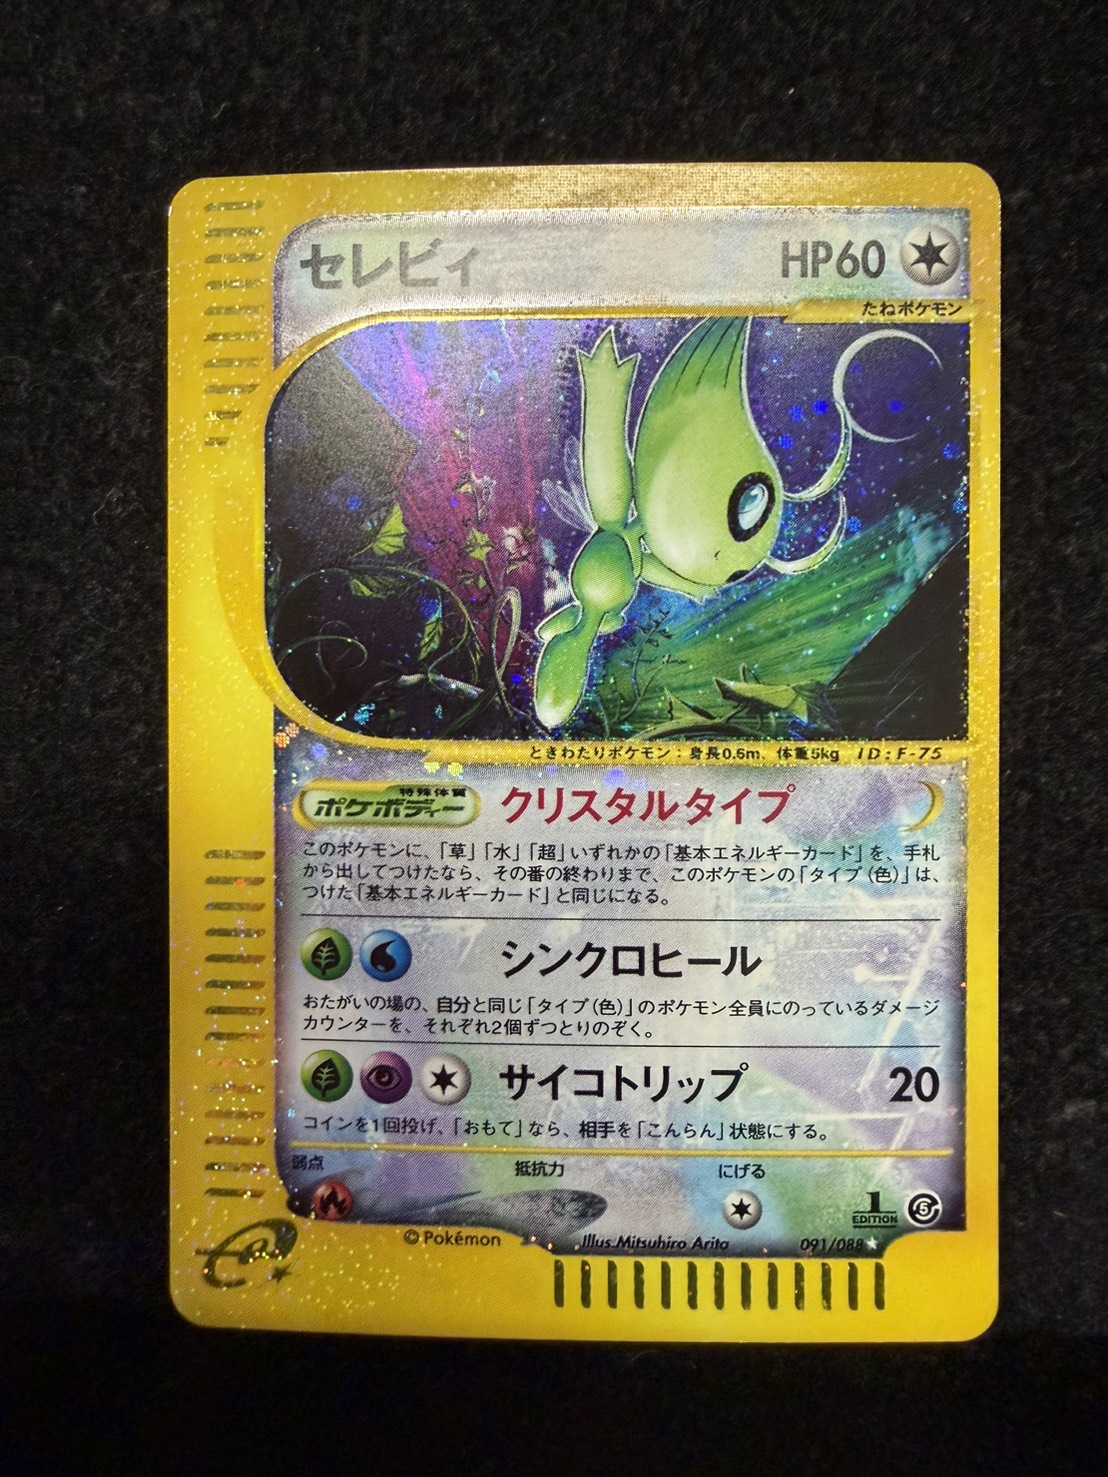 セレビィ
HP60
たねポケモン
ときわたりポケモン：身長0.6m、体重5kg ID:F-75
特殊体質
ポケボディー
クリスタルタイプ
このポケモンに、「草」「水」「超」いずれかの「基本エネルギーカード」を、手札
から出してつけたなら、その番の終わりまで、このポケモンの「タイプ(色)」は、
つけた「基本エネルギーカード」と同じになる。
シンクロヒール
おたがいの場の、自分と同じ「タイプ(色)」のポケモン全員にのっているダメージ
カウンターを、それぞれ2個ずつとりのぞく。
サイコトリップ 20
コインを1回投げ、「おもて」なら、相手を「こんらん」状態にする。
弱点 抵抗力 にげる
1 EDITION
5
©Pokémon Illus.Mitsuhiro Arita 091/088
e